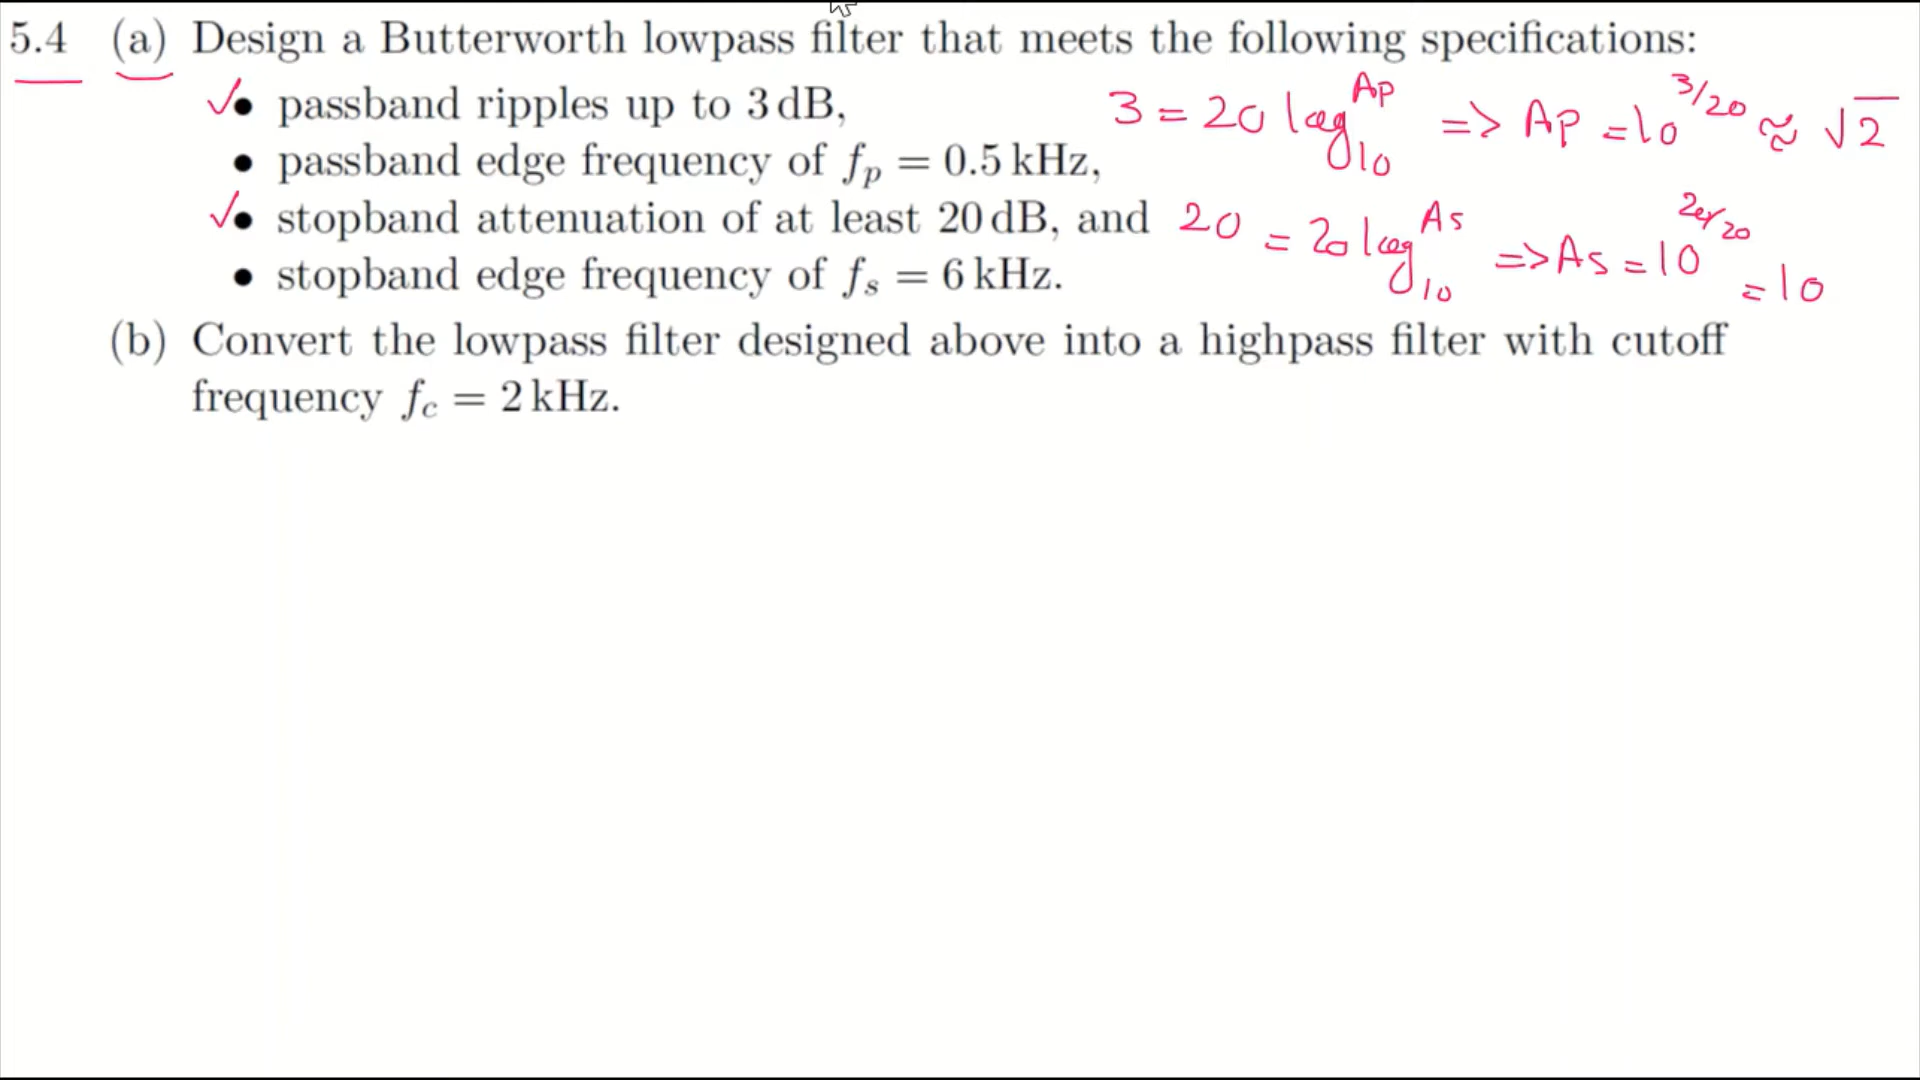 5.4 (a) Design a Butterworth lowpass filter that meets the following specifications:
✓• passband ripples up to 3 dB, 3 = 20 log₁₀ Ap => Ap = 10^3/20 ≈ √2
• passband edge frequency of fₚ = 0.5 kHz,
✓• stopband attenuation of at least 20 dB, and 20 = 20 log₁₀ As => As = 10^20/20 = 10
• stopband edge frequency of fₛ = 6 kHz.
(b) Convert the lowpass filter designed above into a highpass filter with cutoff
frequency f_c = 2 kHz.